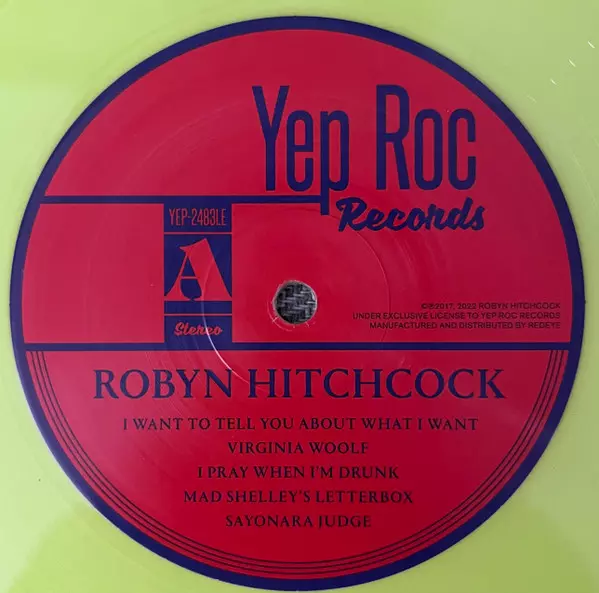 Yep Roc
Records
YEP-2483LE
A
Stereo
©℗2017, 2022 ROBYN HITCHCOCK
UNDER EXCLUSIVE LICENSE TO YEP ROC RECORDS
MANUFACTURED AND DISTRIBUTED BY REDEYE
ROBYN HITCHCOCK
I WANT TO TELL YOU ABOUT WHAT I WANT
VIRGINIA WOOLF
I PRAY WHEN I'M DRUNK
MAD SHELLEY'S LETTERBOX
SAYONARA JUDGE